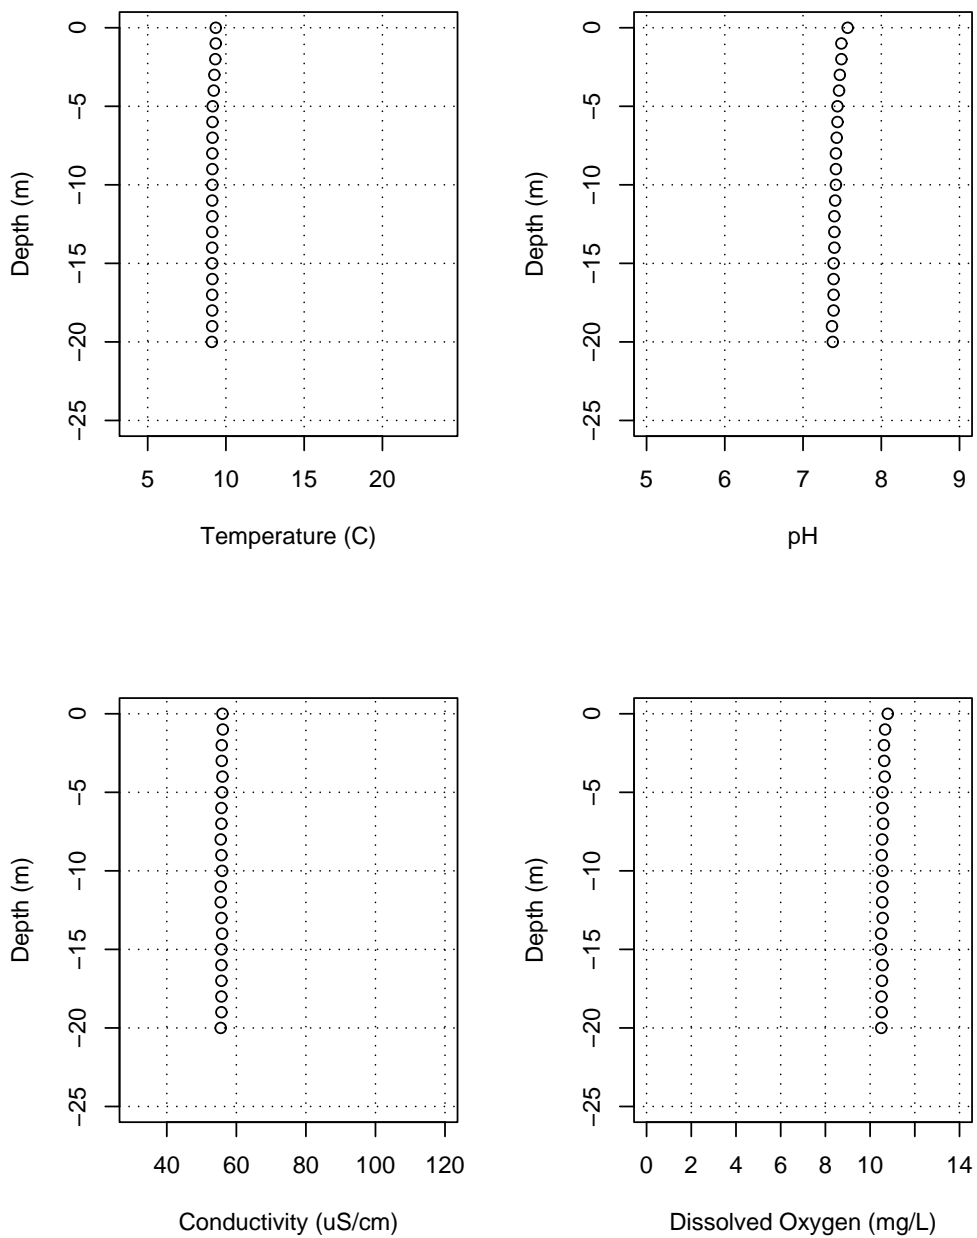 0
−5
−10
−15
−20
−25
Depth (m)
5 10 15 20
Temperature (C)
0
−5
−10
−15
−20
−25
Depth (m)
5 6 7 8 9
pH
0
−5
−10
−15
−20
−25
Depth (m)
40 60 80 100 120
Conductivity (uS/cm)
0
−5
−10
−15
−20
−25
Depth (m)
0 2 4 6 8 10 14
Dissolved Oxygen (mg/L)